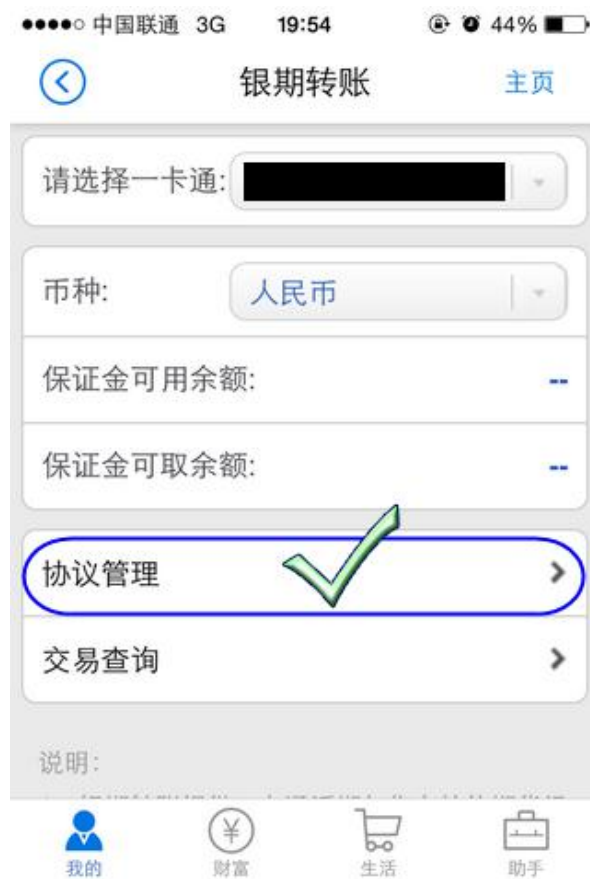 中国联通 3G 19:54 44%
银期转账 主页
请选择一卡通:
币种: 人民币
保证金可用余额: --
保证金可取余额: --
协议管理
交易查询
说明:
我的 财富 生活 助手